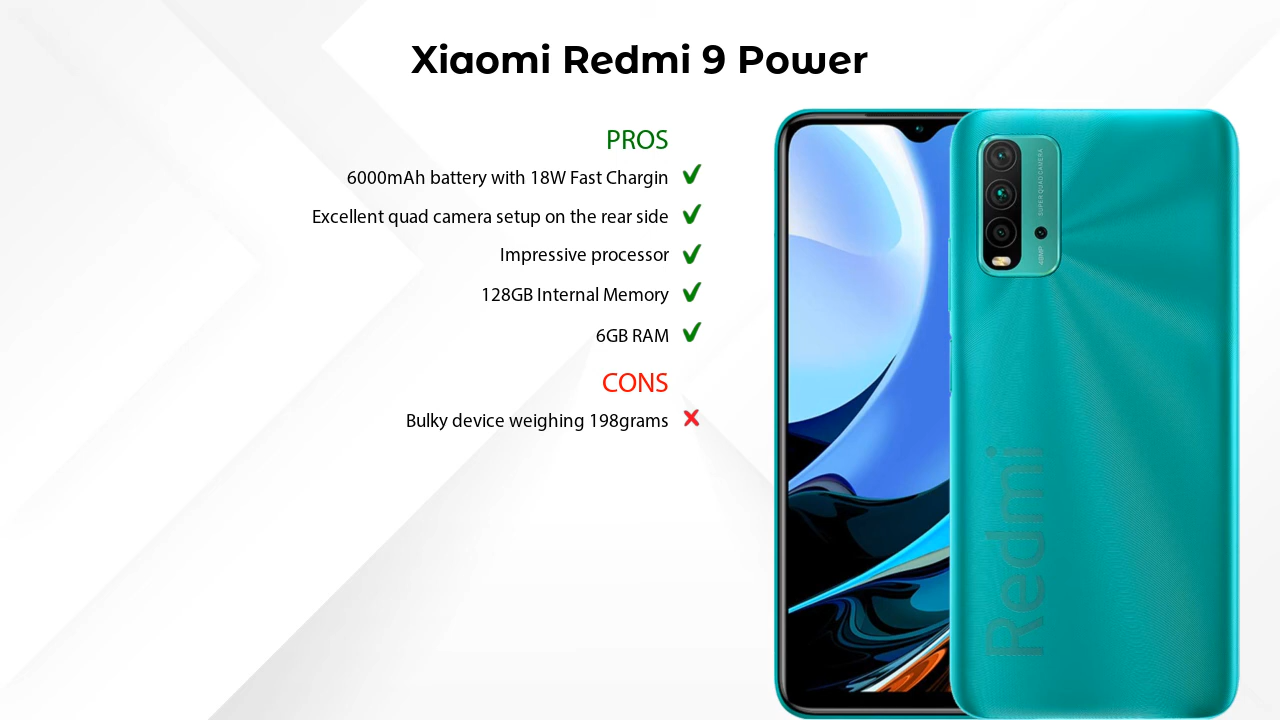 Xiaomi Redmi 9 Power
PROS
6000mAh battery with 18W Fast Chargin
Excellent quad camera setup on the rear side
Impressive processor
128GB Internal Memory
6GB RAM
CONS
Bulky device weighing 198grams
SUPER QUAD CAMERA
48MP
Redmi